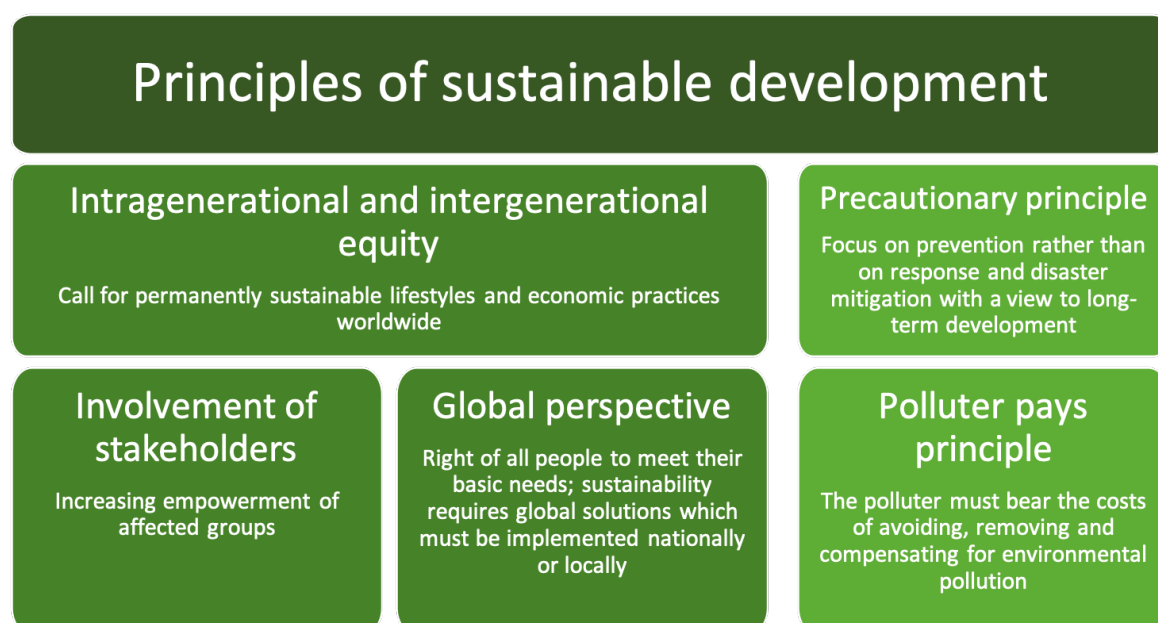 Principles of sustainable development
Intragenerational and intergenerational
equity
Call for permanently sustainable lifestyles and economic practices
worldwide
Precautionary principle
Focus on prevention rather than
on response and disaster
mitigation with a view to long-
term development
Involvement of
stakeholders
Increasing empowerment of
affected groups
Global perspective
Right of all people to meet their
basic needs; sustainability
requires global solutions which
must be implemented nationally
or locally
Polluter pays
principle
The polluter must bear the costs
of avoiding, removing and
compensating for environmental
pollution